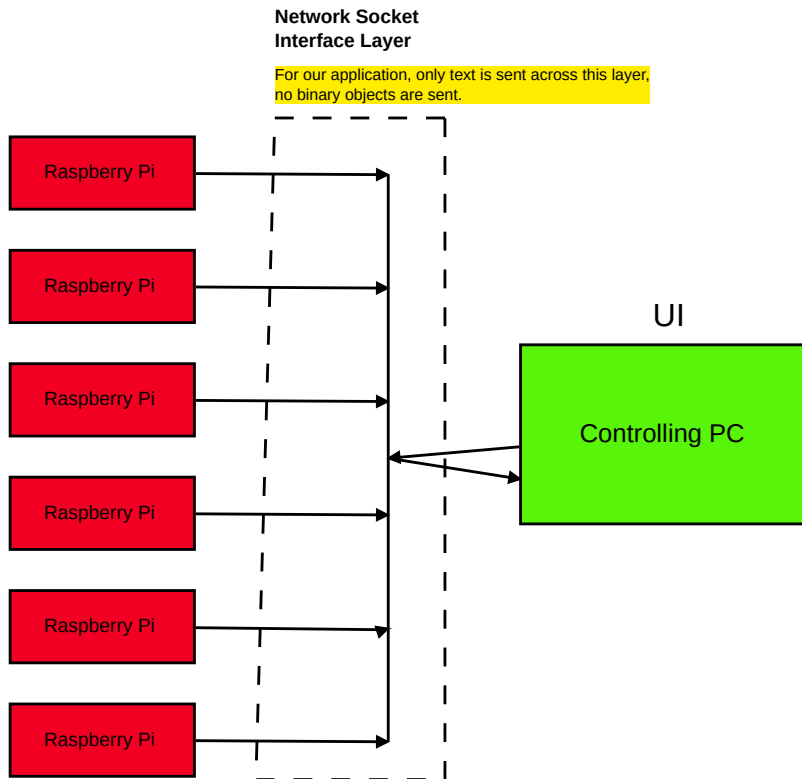 Network Socket
Interface Layer
For our application, only text is sent across this layer,
no binary objects are sent.
Raspberry Pi
Raspberry Pi
Raspberry Pi
Raspberry Pi
Raspberry Pi
Raspberry Pi
UI
Controlling PC